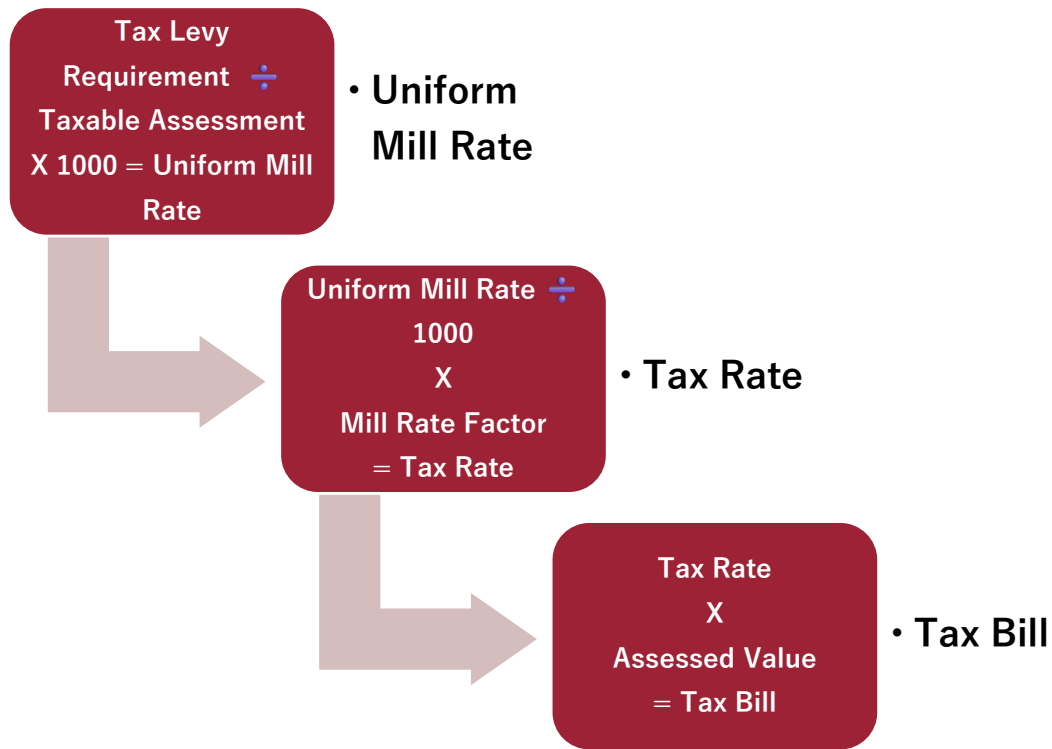 Tax Levy
Requirement ➗
Taxable Assessment
X 1000 = Uniform Mill
Rate
• Uniform
Mill Rate
Uniform Mill Rate ➗
1000
X
Mill Rate Factor
= Tax Rate
• Tax Rate
Tax Rate
X
Assessed Value
= Tax Bill
• Tax Bill